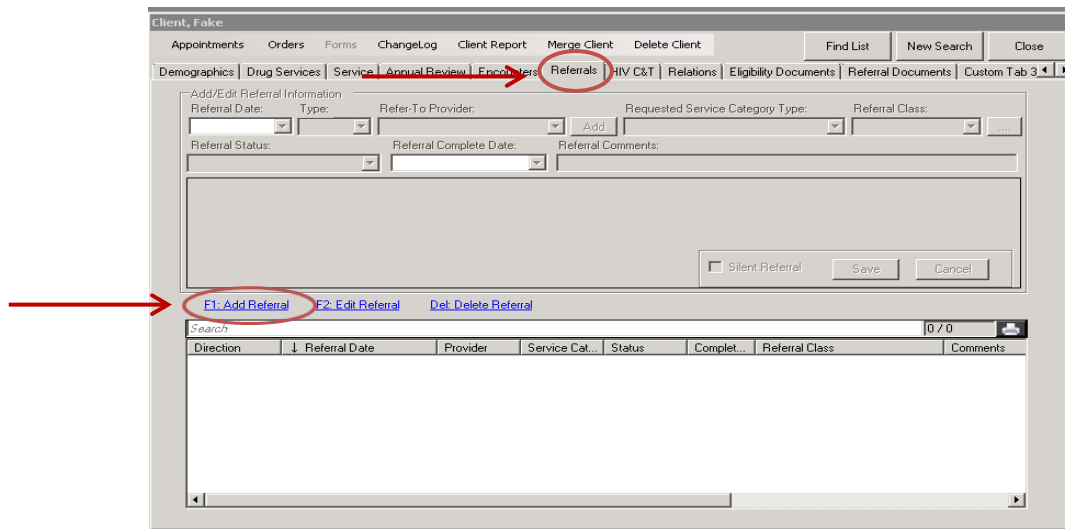 Client, Fake
Appointments Orders Forms ChangeLog Client Report Merge Client Delete Client Find List New Search Close
Demographics Drug Services Service Annual Review Encounters Referrals HIV C&T Relations Eligibility Documents Referral Documents Custom Tab 3
Add/Edit Referral Information
Referral Date: Type: Refer-To Provider: Requested Service Category Type: Referral Class:
Add ....
Referral Status: Referral Complete Date: Referral Comments:
Silent Referral Save Cancel
F1: Add Referral F2: Edit Referral Del: Delete Referral
Search 0 / 0
Direction ↓ Referral Date Provider Service Cat... Status Complet... Referral Class Comments